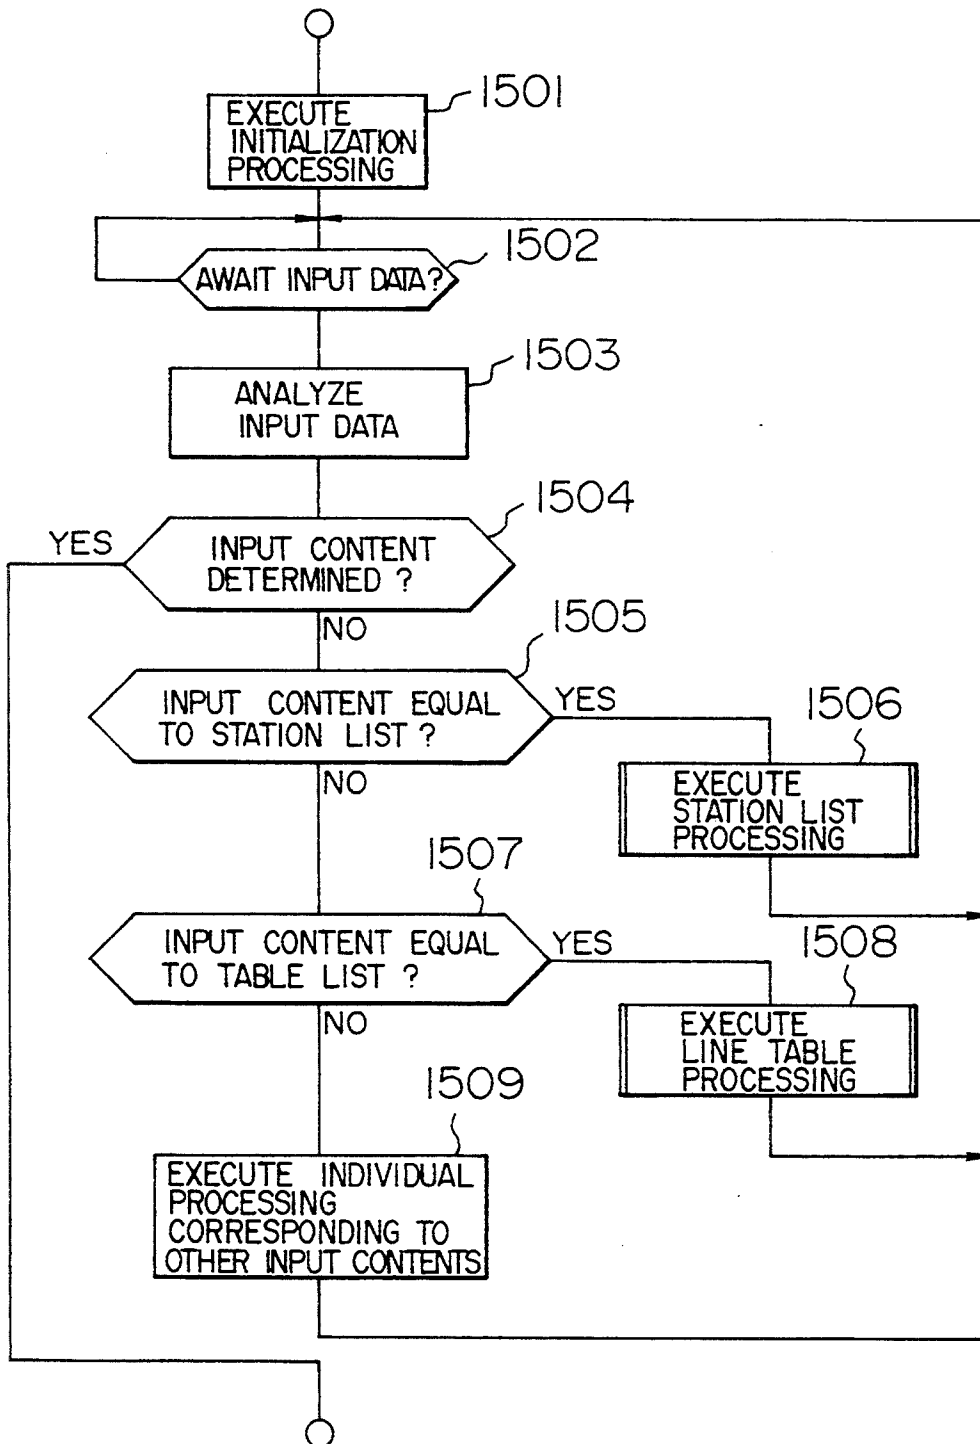 1501
EXECUTE
INITIALIZATION
PROCESSING
1502
AWAIT INPUT DATA?
1503
ANALYZE
INPUT DATA
1504
YES
INPUT CONTENT
DETERMINED ?
NO
1505
INPUT CONTENT EQUAL
TO STATION LIST ?
YES
NO
1506
EXECUTE
STATION LIST
PROCESSING
1507
INPUT CONTENT EQUAL
TO TABLE LIST ?
YES
NO
1508
EXECUTE
LINE TABLE
PROCESSING
1509
EXECUTE INDIVIDUAL
PROCESSING
CORRESPONDING TO
OTHER INPUT CONTENTS